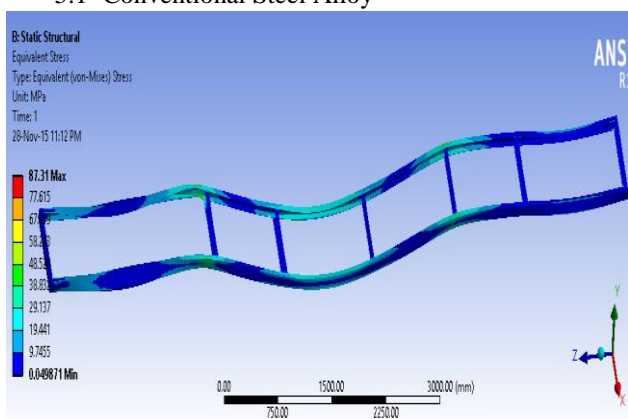 3.1 Conventional Steel Alloy
B: Static Structural
Equivalent Stress
Type: Equivalent (von-Mises) Stress
Unit: MPa
Time: 1
28-Nov-15 11:12 PM
ANS
87.31 Max
77.615
29.137
19.441
9.7455
0.049871 Min
Y
Z
X
0.00
1500.00
3000.00 (mm)
750.00
2250.00